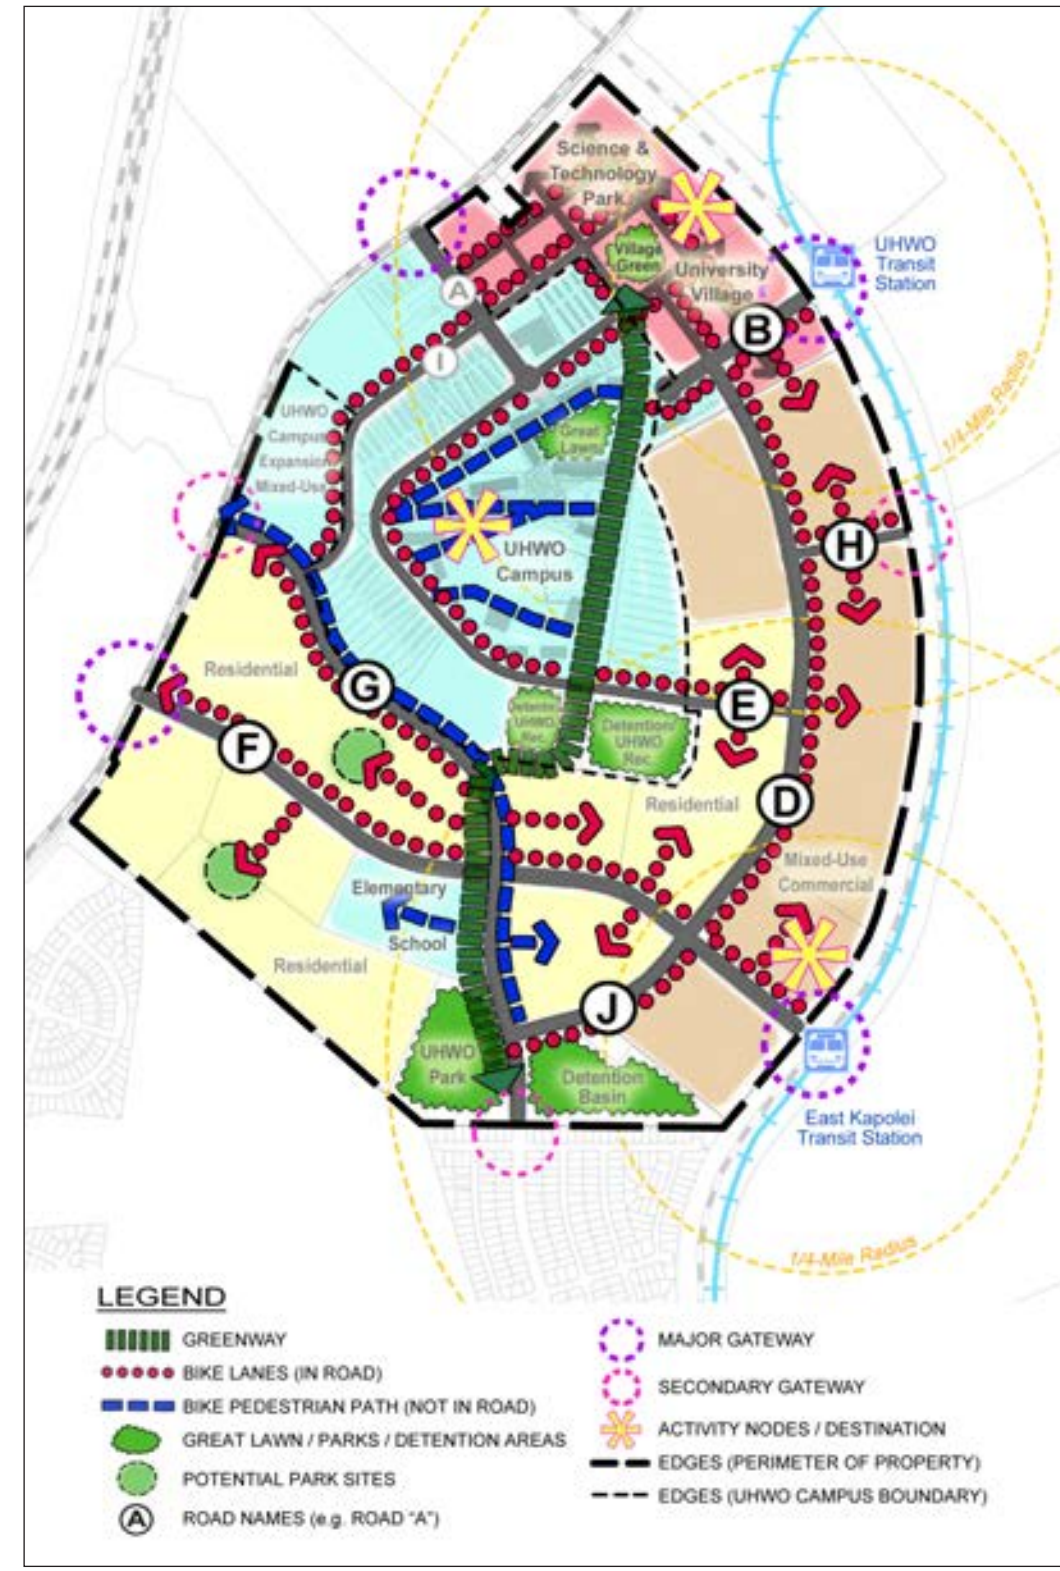 Science &
Technology
Park
Village
Green
University
Village
UHWO
Transit
Station
A
B
I
1/4-Mile Radius
UHWO
Campus
Expansion
Mixed-Use
Great
Lawn
UHWO
Campus
H
Residential
G
E
Detention/
UHWO
Rec.
Detention/
UHWO
Rec.
F
Residential
D
Mixed-Use
Commercial
Elementary
School
Residential
J
UHWO
Park
Detention
Basin
East Kapolei
Transit Station
1/4-Mile Radius
LEGEND
GREENWAY
BIKE LANES (IN ROAD)
BIKE PEDESTRIAN PATH (NOT IN ROAD)
GREAT LAWN / PARKS / DETENTION AREAS
POTENTIAL PARK SITES
A
ROAD NAMES (e.g. ROAD "A")
MAJOR GATEWAY
SECONDARY GATEWAY
ACTIVITY NODES / DESTINATION
EDGES (PERIMETER OF PROPERTY)
EDGES (UHWO CAMPUS BOUNDARY)